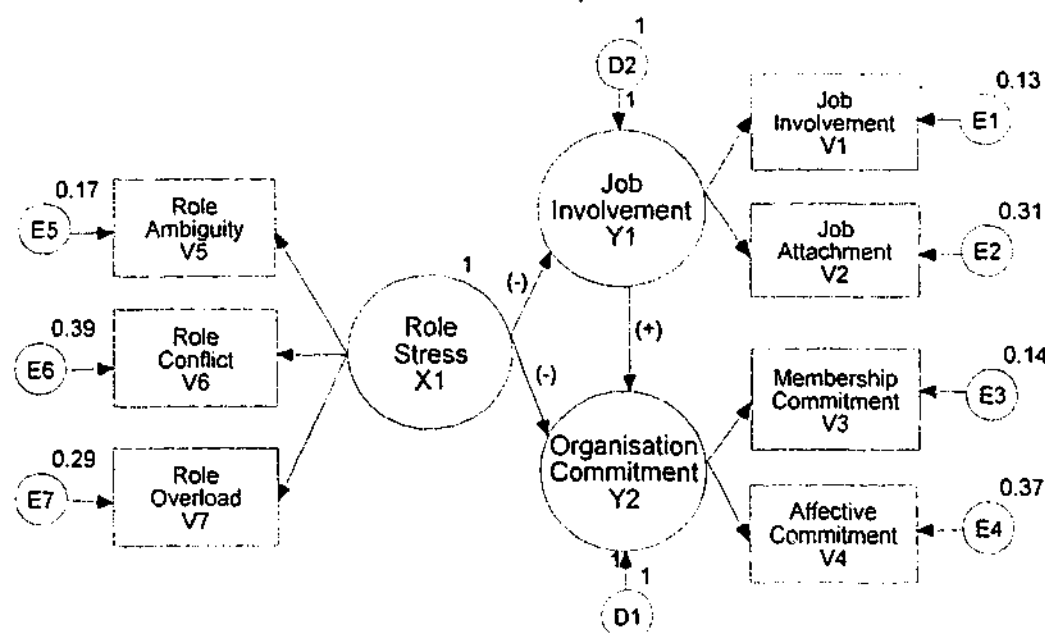 1
D2
1
0.13
Job
Involvement
V1
E1
0.17
E5
Role
Ambiguity
V5
Job
Involvement
Y1
0.31
Job
Attachment
V2
E2
1
(-)
0.39
E6
Role
Conflict
V6
Role
Stress
X1
(+)
(-)
0.14
Membership
Commitment
V3
E3
0.29
E7
Role
Overload
V7
Organisation
Commitment
Y2
0.37
Affective
Commitment
V4
E4
1
1
D1